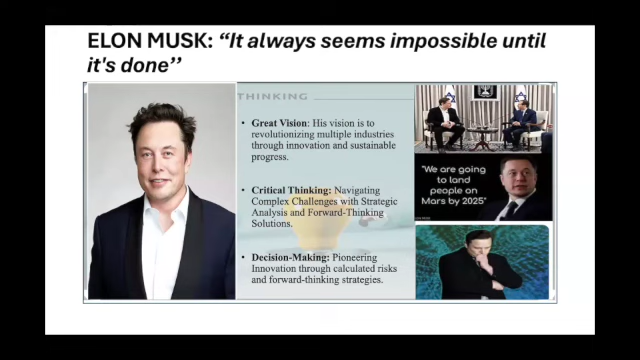 ELON MUSK: “It always seems impossible until
it's done’’
THINKING
• Great Vision: His vision is to
revolutionizing multiple industries
through innovation and sustainable
progress.
• Critical Thinking: Navigating
Complex Challenges with Strategic
Analysis and Forward-Thinking
Solutions.
• Decision-Making: Pioneering
Innovation through calculated risks
and forward-thinking strategies.
"We are going
to land
people on
Mars by 2025"